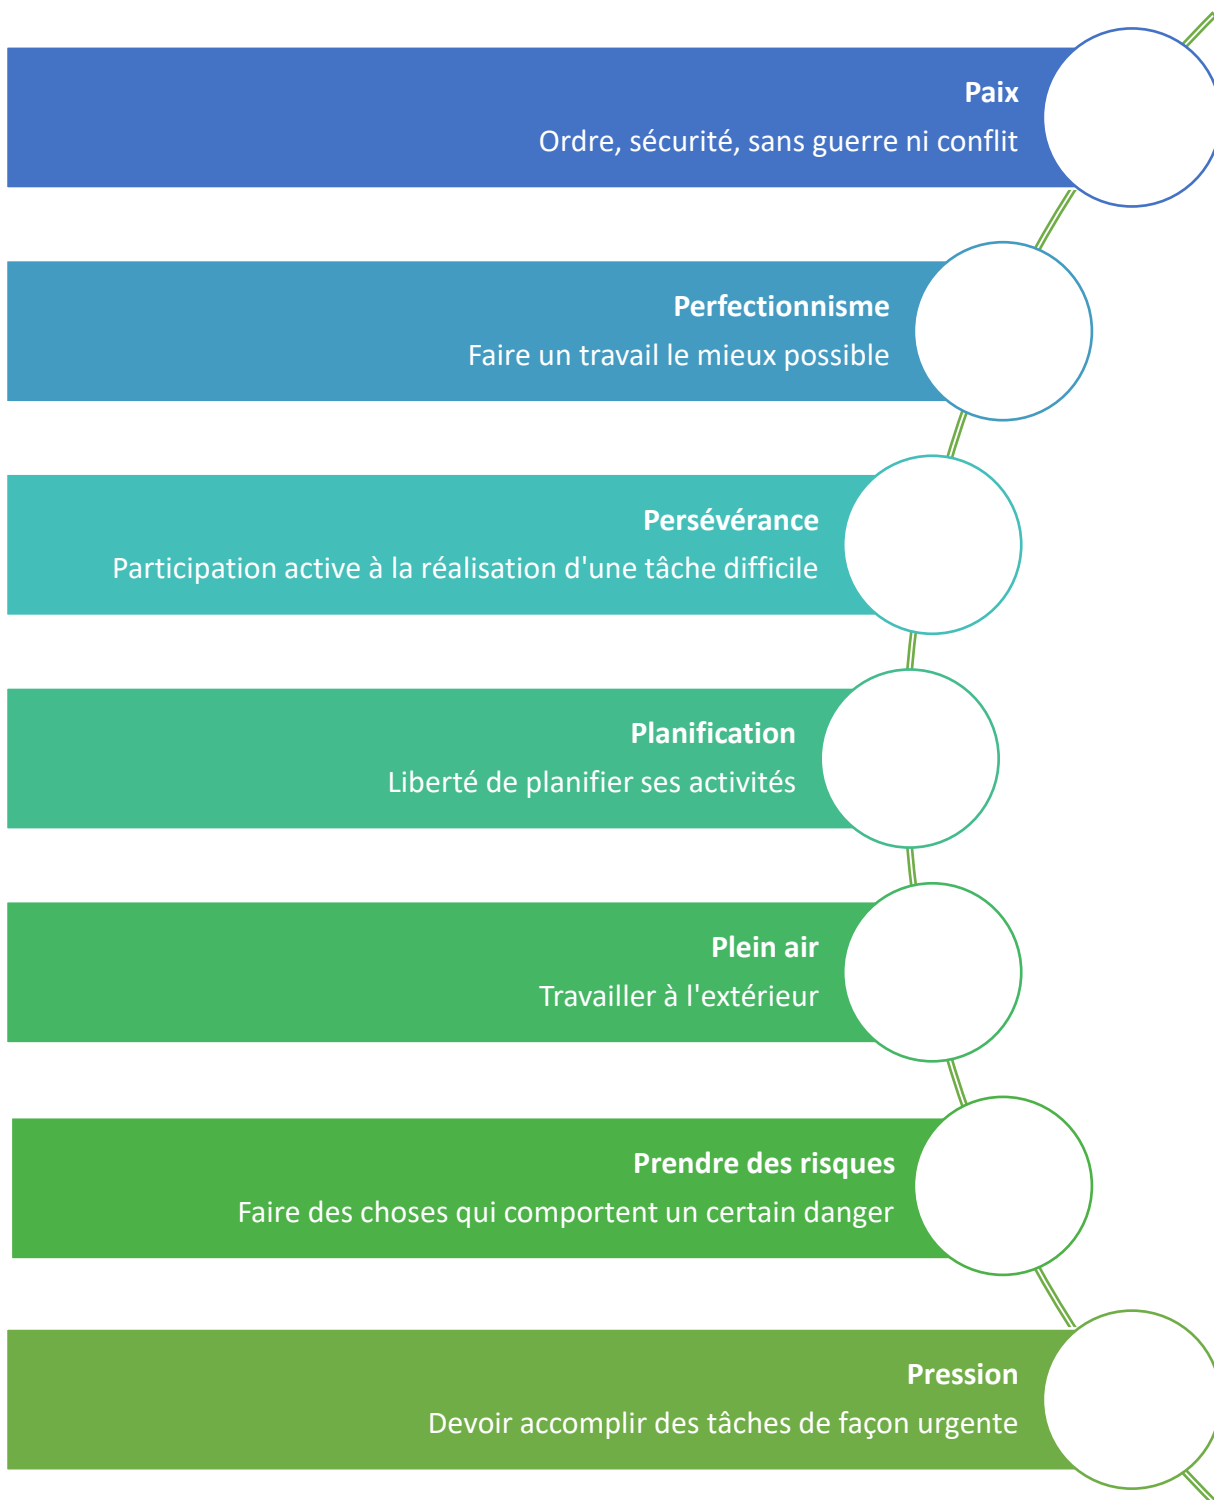 Paix
Ordre, sécurité, sans guerre ni conflit
Perfectionnisme
Faire un travail le mieux possible
Persévérance
Participation active à la réalisation d'une tâche difficile
Planification
Liberté de planifier ses activités
Plein air
Travailler à l'extérieur
Prendre des risques
Faire des choses qui comportent un certain danger
Pression
Devoir accomplir des tâches de façon urgente